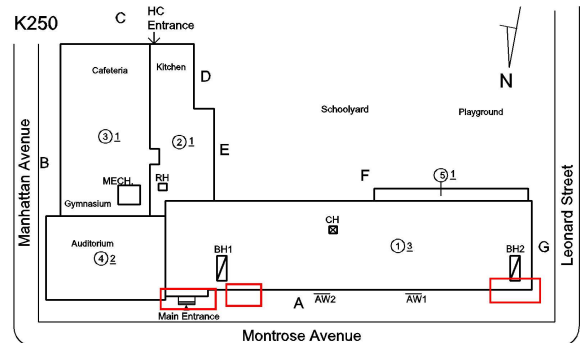 K250
C
HC
Entrance
Cafeteria
Kitchen
D
N
Schoolyard
Playground
Manhattan Avenue
B
3 1
2 1
E
MECH.
RH
F
5 1
Leonard Street
Gymnasium
Auditorium
4 2
CH
1 3
BH1
BH2
G
A
AW2
AW1
Main Entrance
Montrose Avenue